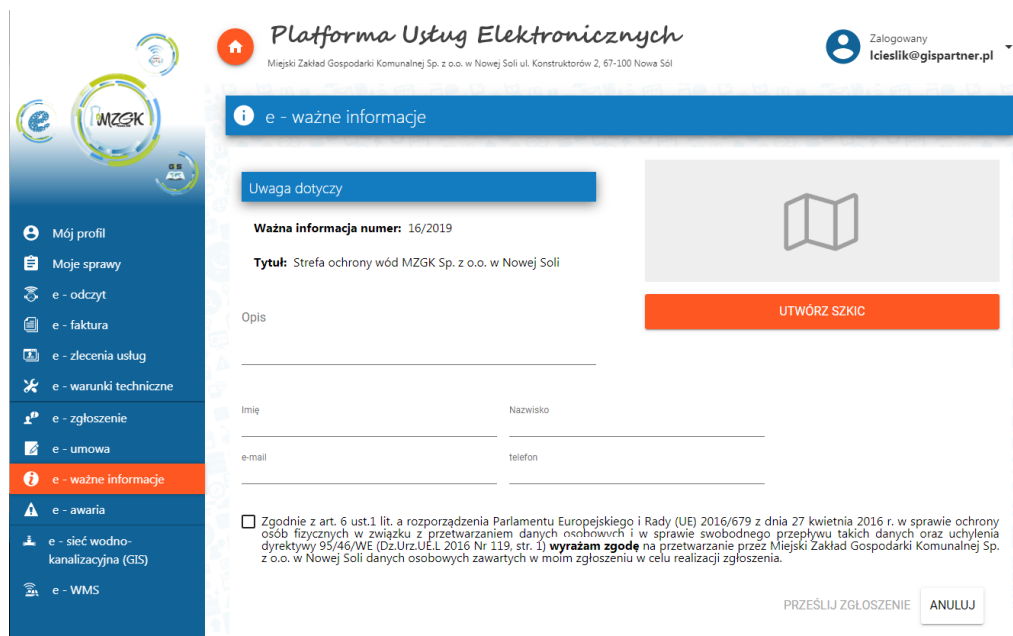 Platforma Usług Elektronicznych
Miejski Zakład Gospodarki Komunalnej Sp. z o.o. w Nowej Soli ul. Konstruktorów 2, 67-100 Nowa Sól
Zalogowany
lcieslik@gispartner.pl
e
MZGK
GIS
Mój profil
Moje sprawy
e - odczyt
e - faktura
e - zlecenia usług
e - warunki techniczne
e - zgłoszenie
e - umowa
e - ważne informacje
e - awaria
e - sieć wodno-
kanalizacyjna (GIS)
e - WMS
e - ważne informacje
Uwaga dotyczy
Ważna informacja numer: 16/2019
Tytuł: Strefa ochrony wód MZGK Sp. z o.o. w Nowej Soli
UTWÓRZ SZKIC
Opis
Imię
Nazwisko
e-mail
telefon
Zgodnie z art. 6 ust.1 lit. a rozporządzenia Parlamentu Europejskiego i Rady (UE) 2016/679 z dnia 27 kwietnia 2016 r. w sprawie ochrony
osób fizycznych w związku z przetwarzaniem danych osobowych i w sprawie swobodnego przepływu takich danych oraz uchylenia
dyrektywy 95/46/WE (Dz.Urz.UE.L 2016 Nr 119, str. 1) wyrażam zgodę na przetwarzanie przez Miejski Zakład Gospodarki Komunalnej Sp.
z o.o. w Nowej Soli danych osobowych zawartych w moim zgłoszeniu w celu realizacji zgłoszenia.
PRZEŚLIJ ZGŁOSZENIE
ANULUJ